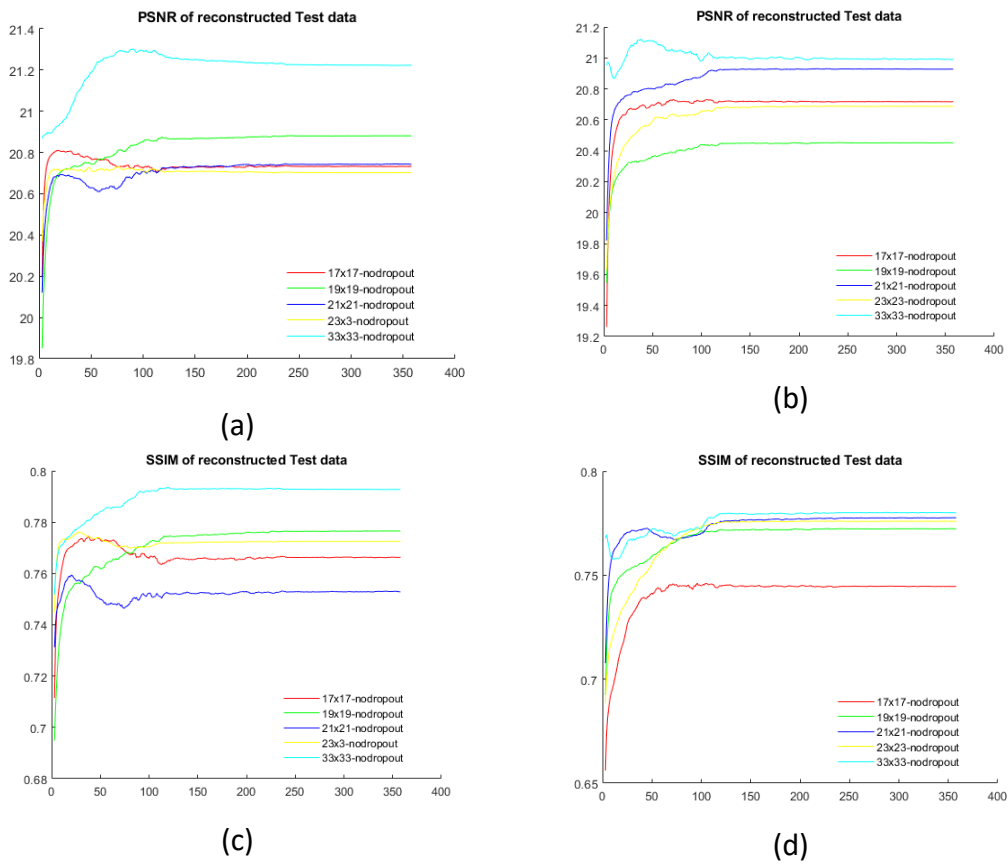 PSNR of reconstructed Test data
21.4
21.2
21
20.8
20.6
20.4
20.2
20
19.8
0
50
100
150
200
250
300
350
400
17x17-nodropout
19x19-nodropout
21x21-nodropout
23x3-nodropout
33x33-nodropout
(a)
PSNR of reconstructed Test data
21.2
21
20.8
20.6
20.4
20.2
20
19.8
19.6
19.4
19.2
0
50
100
150
200
250
300
350
400
17x17-nodropout
19x19-nodropout
21x21-nodropout
23x23-nodropout
33x33-nodropout
(b)
SSIM of reconstructed Test data
0.8
0.78
0.76
0.74
0.72
0.7
0.68
0
50
100
150
200
250
300
350
400
17x17-nodropout
19x19-nodropout
21x21-nodropout
23x3-nodropout
33x33-nodropout
(c)
SSIM of reconstructed Test data
0.8
0.75
0.7
0.65
0
50
100
150
200
250
300
350
400
17x17-nodropout
19x19-nodropout
21x21-nodropout
23x23-nodropout
33x33-nodropout
(d)